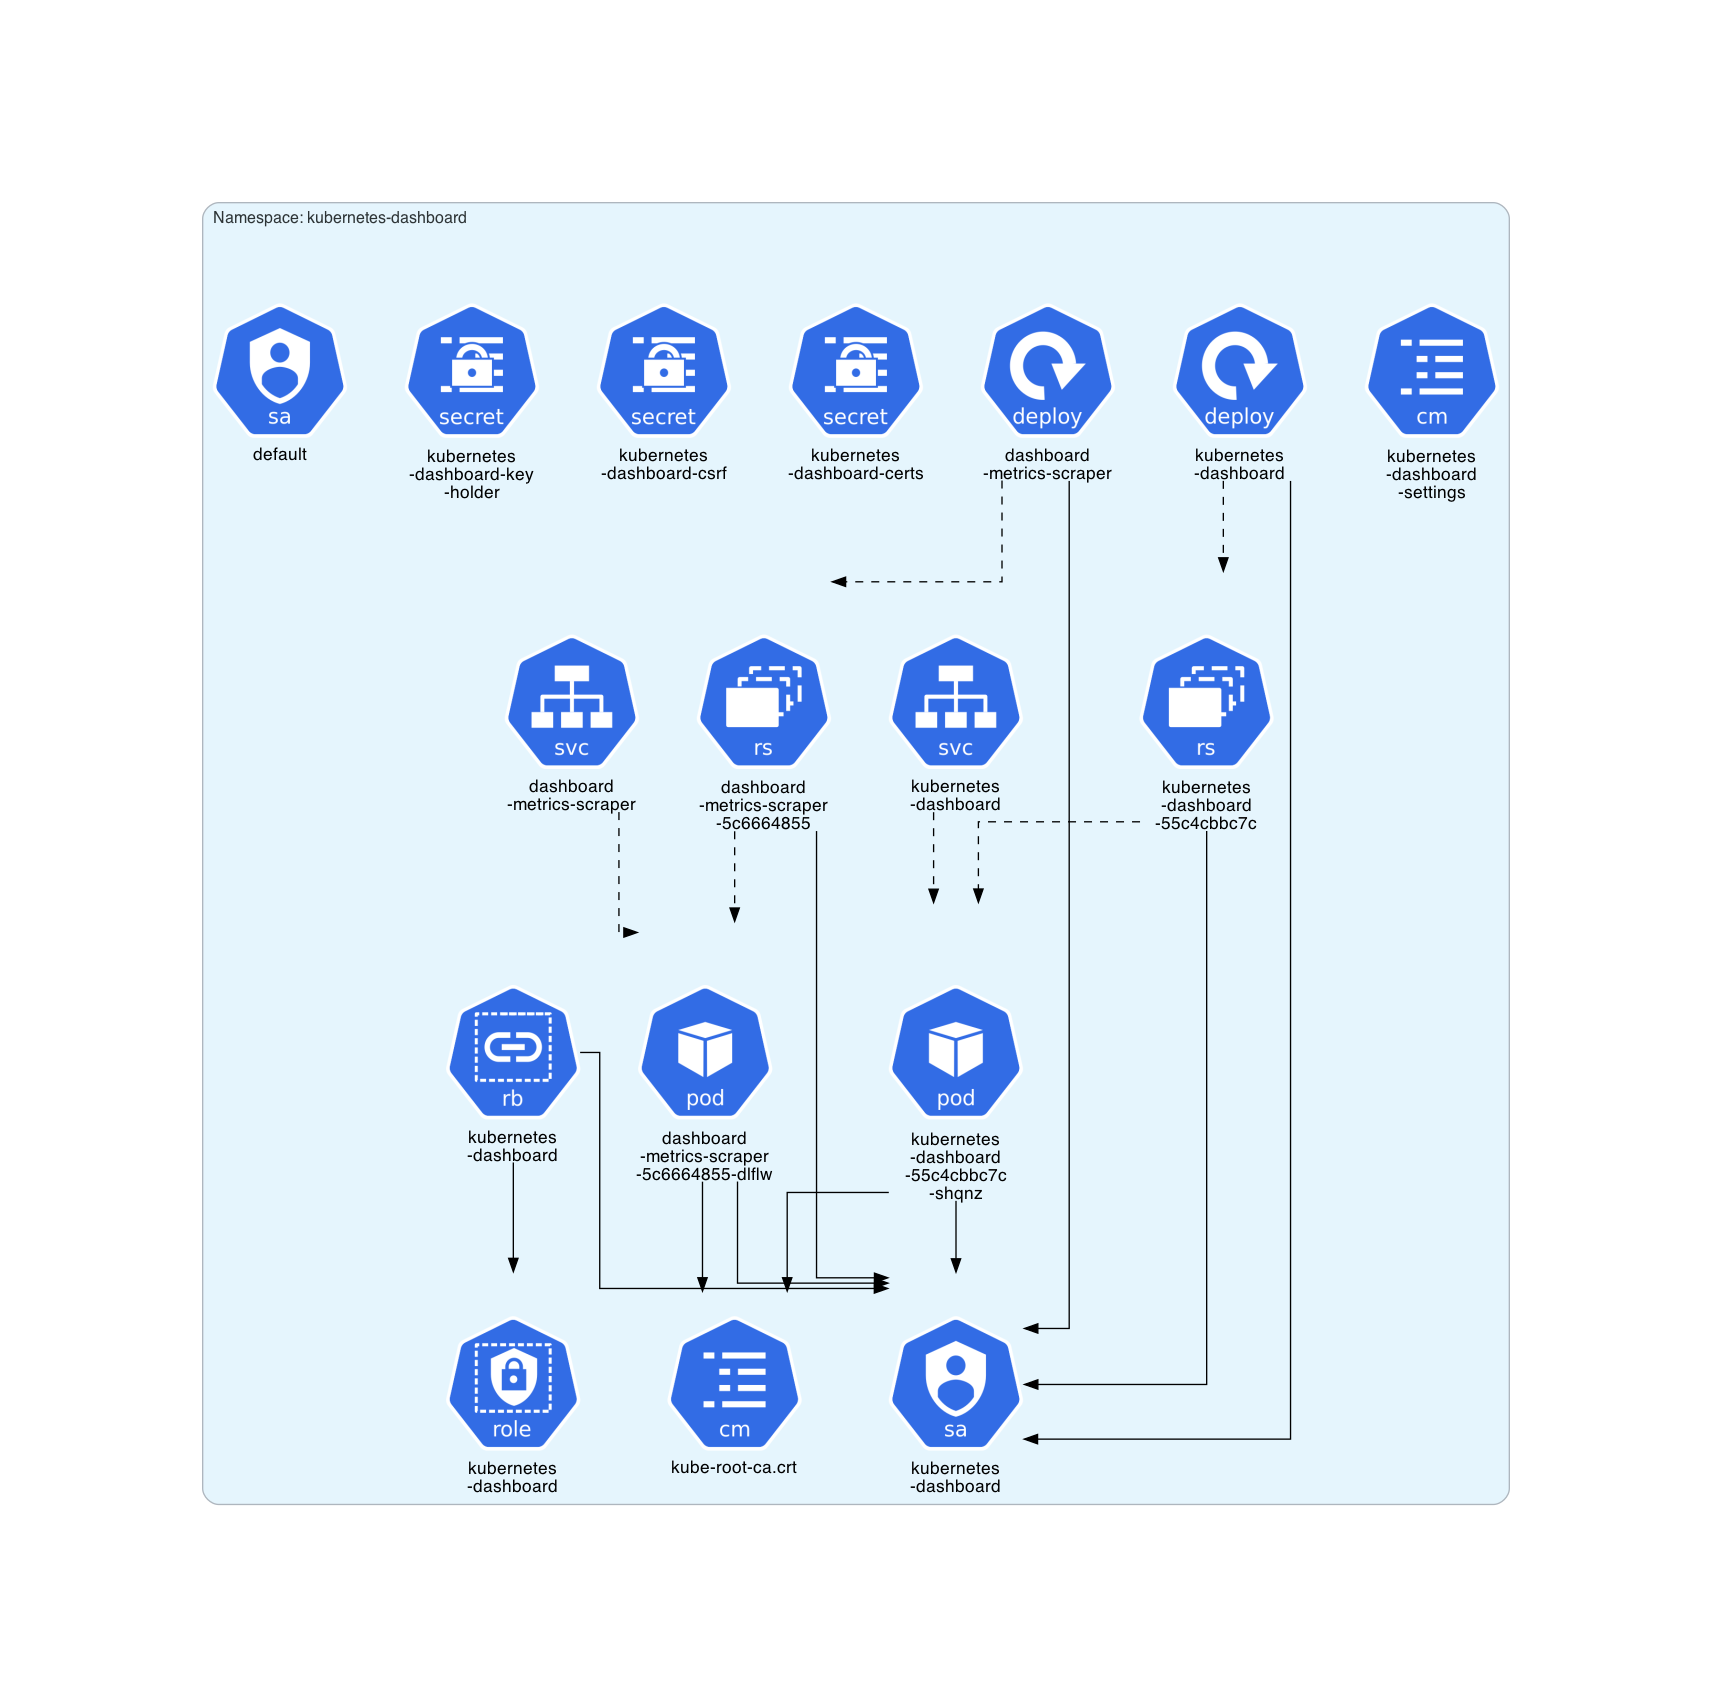 Namespace: kubernetes-dashboard
sa
secret
secret
secret
deploy
deploy
cm
default
kubernetes
-dashboard-key
-holder
kubernetes
-dashboard-csrf
kubernetes
-dashboard-certs
dashboard
-metrics-scraper
kubernetes
-dashboard
kubernetes
-dashboard
-settings
svc
rs
svc
rs
dashboard
-metrics-scraper
dashboard
-metrics-scraper
-5c6664855
kubernetes
-dashboard
kubernetes
-dashboard
-55c4cbbc7c
rb
pod
pod
kubernetes
-dashboard
dashboard
-metrics-scraper
-5c6664855-dlflw
kubernetes
-dashboard
-55c4cbbc7c
-shqnz
role
cm
sa
kubernetes
-dashboard
kube-root-ca.crt
kubernetes
-dashboard